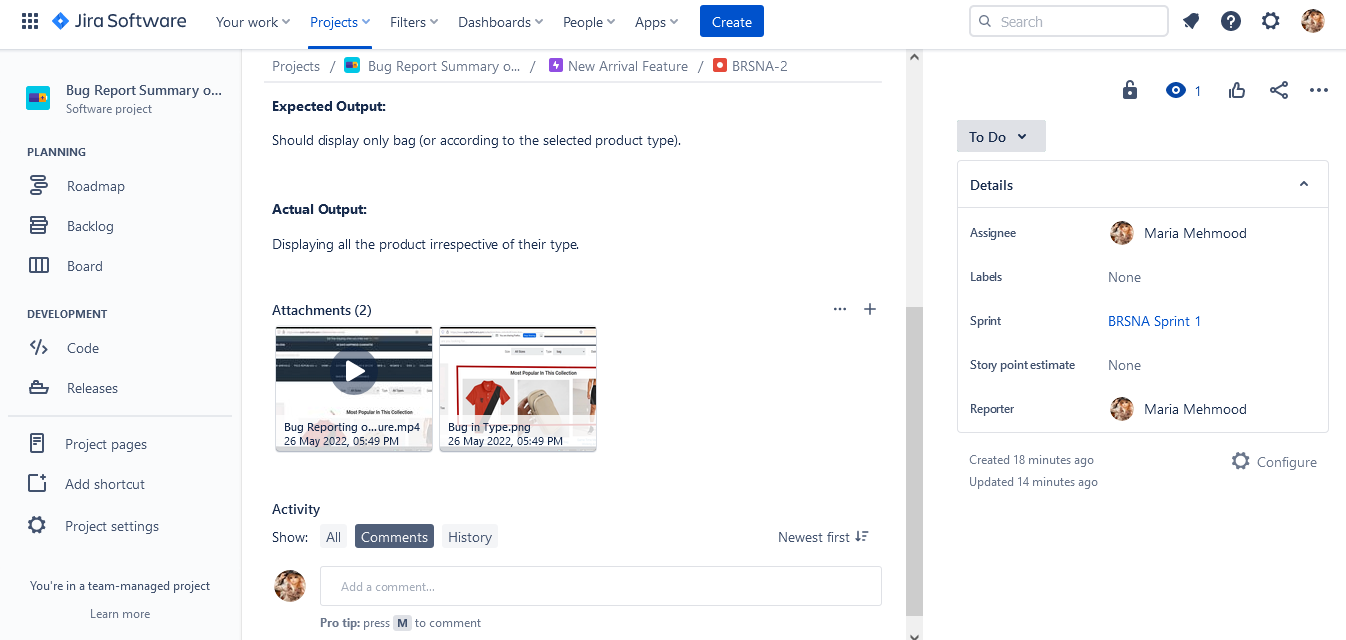 Jira Software
Your work
Projects
Filters
Dashboards
People
Apps
Create
Search
Bug Report Summary o...
Software project
PLANNING
Roadmap
Backlog
Board
DEVELOPMENT
Code
Releases
Project pages
Add shortcut
Project settings
You're in a team-managed project
Learn more
Projects / Bug Report Summary o... / New Arrival Feature / BRSNA-2
Expected Output:
Should display only bag (or according to the selected product type).
Actual Output:
Displaying all the product irrespective of their type.
Attachments (2)
Most Popular In This Collection
Bug Reporting o...ure.mp4
26 May 2022, 05:49 PM
Most Popular In This Collection
Bug in Type.png
26 May 2022, 05:49 PM
Activity
Show: All Comments History
Newest first
Add a comment...
Pro tip: press M to comment
1
To Do
Details
Assignee Maria Mehmood
Labels None
Sprint BRSNA Sprint 1
Story point estimate None
Reporter Maria Mehmood
Created 18 minutes ago
Configure
Updated 14 minutes ago